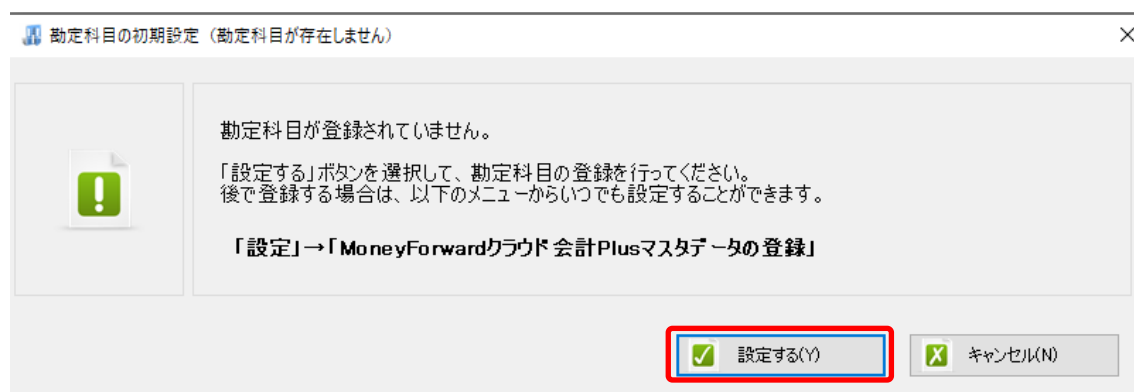 勘定科目の初期設定（勘定科目が存在しません）
勘定科目が登録されていません。
「設定する」ボタンを選択して、勘定科目の登録を行ってください。
後で登録する場合は、以下のメニューからいつでも設定することができます。
「設定」→「MoneyForwardクラウド会計Plusマスタデータの登録」
設定する(Y)
キャンセル(N)